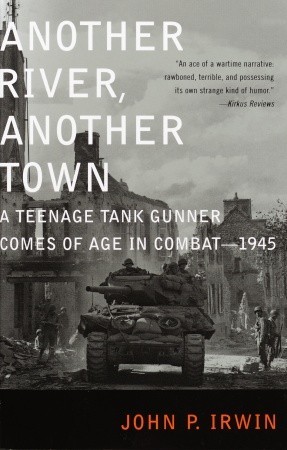 ANOTHER
RIVER,
ANOTHER
TOWN
"An ace of a wartime narrative:
rawboned, terrible, and possessing
its own strange kind of humor."
—Kirkus Reviews
A TEENAGE TANK GUNNER
COMES OF AGE IN COMBAT—1945
JOHN P. IRWIN